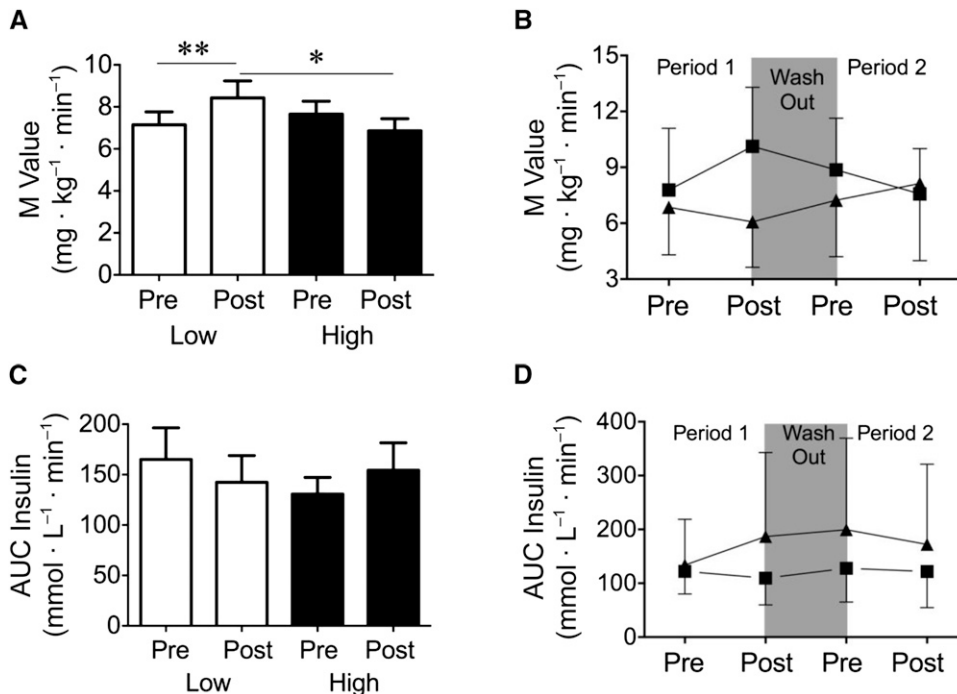 A
**
*
10
8
6
4
2
0
M Value
(mg · kg⁻¹ · min⁻¹)
Pre Post Pre Post
Low High
B
15
12
9
6
3
M Value
(mg · kg⁻¹ · min⁻¹)
Period 1 Wash Out Period 2
Pre Post Pre Post
C
200
150
100
50
0
AUC Insulin
(mmol · L⁻¹ · min⁻¹)
Pre Post Pre Post
Low High
D
400
300
200
100
0
AUC Insulin
(mmol · L⁻¹ · min⁻¹)
Period 1 Wash Out Period 2
Pre Post Pre Post